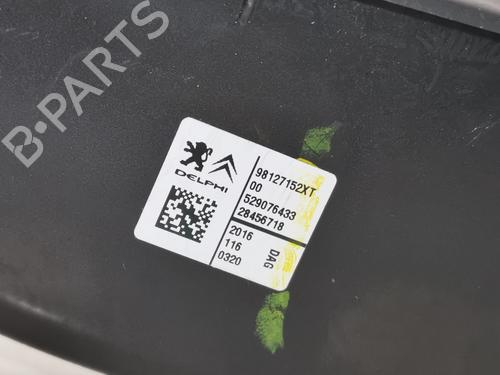 B-PARTS
DELPHI
98127152XT
00
529076433
28456718
2016 DAG
116
0320